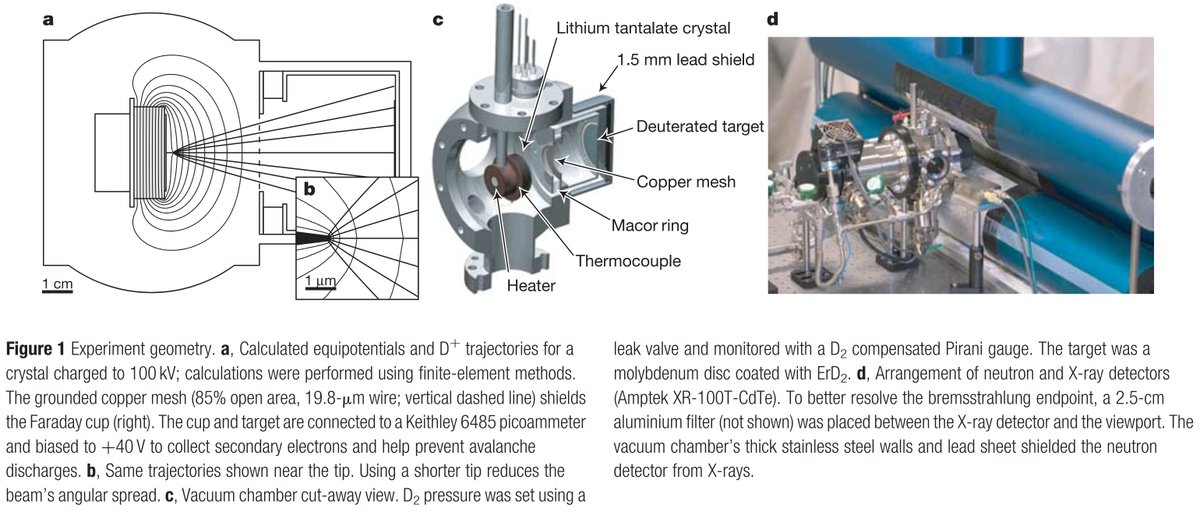 a
b
1 cm
1 μm
c
Lithium tantalate crystal
1.5 mm lead shield
Deuterated target
Copper mesh
Macor ring
Thermocouple
Heater
d
Figure 1 Experiment geometry. a, Calculated equipotentials and D+ trajectories for a
crystal charged to 100 kV; calculations were performed using finite-element methods.
The grounded copper mesh (85% open area, 19.8-μm wire; vertical dashed line) shields
the Faraday cup (right). The cup and target are connected to a Keithley 6485 picoammeter
and biased to +40 V to collect secondary electrons and help prevent avalanche
discharges. b, Same trajectories shown near the tip. Using a shorter tip reduces the
beam's angular spread. c, Vacuum chamber cut-away view. D2 pressure was set using a
leak valve and monitored with a D2 compensated Pirani gauge. The target was a
molybdenum disc coated with ErD2. d, Arrangement of neutron and X-ray detectors
(Amptek XR-100T-CdTe). To better resolve the bremsstrahlung endpoint, a 2.5-cm
aluminium filter (not shown) was placed between the X-ray detector and the viewport. The
vacuum chamber's thick stainless steel walls and lead sheet shielded the neutron
detector from X-rays.